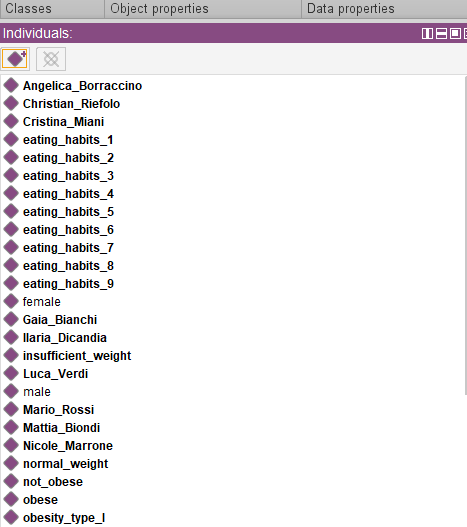 Classes Object properties Data properties
Individuals:
Angelica_Borraccino
Christian_Riefolo
Cristina_Miani
eating_habits_1
eating_habits_2
eating_habits_3
eating_habits_4
eating_habits_5
eating_habits_6
eating_habits_7
eating_habits_8
eating_habits_9
female
Gaia_Bianchi
Ilaria_Dicandia
insufficient_weight
Luca_Verdi
male
Mario_Rossi
Mattia_Biondi
Nicole_Marrone
normal_weight
not_obese
obese
obesity_type_I